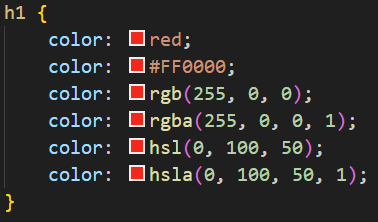 h1 {
color: red;
color: #FF0000;
color: rgb(255, 0, 0);
color: rgba(255, 0, 0, 1);
color: hsl(0, 100, 50);
color: hsla(0, 100, 50, 1);
}